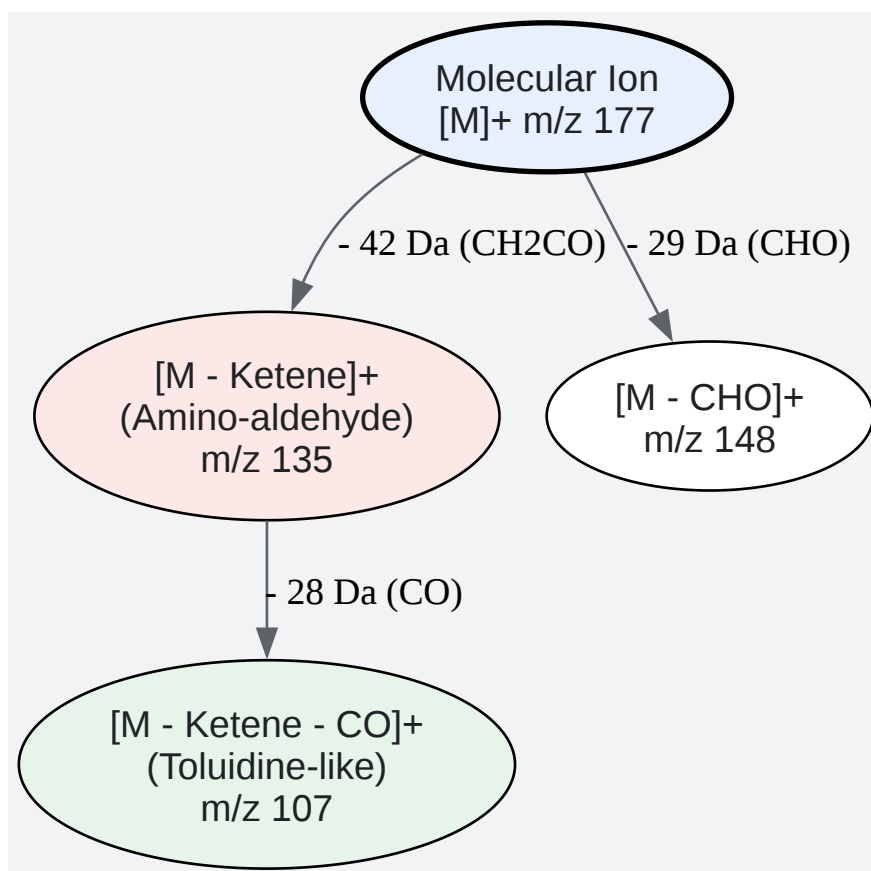 Molecular Ion
[M]+ m/z 177
- 42 Da (CH2CO)
- 29 Da (CHO)
[M - Ketene]+
(Amino-aldehyde)
m/z 135
[M - CHO]+
m/z 148
- 28 Da (CO)
[M - Ketene - CO]+
(Toluidine-like)
m/z 107